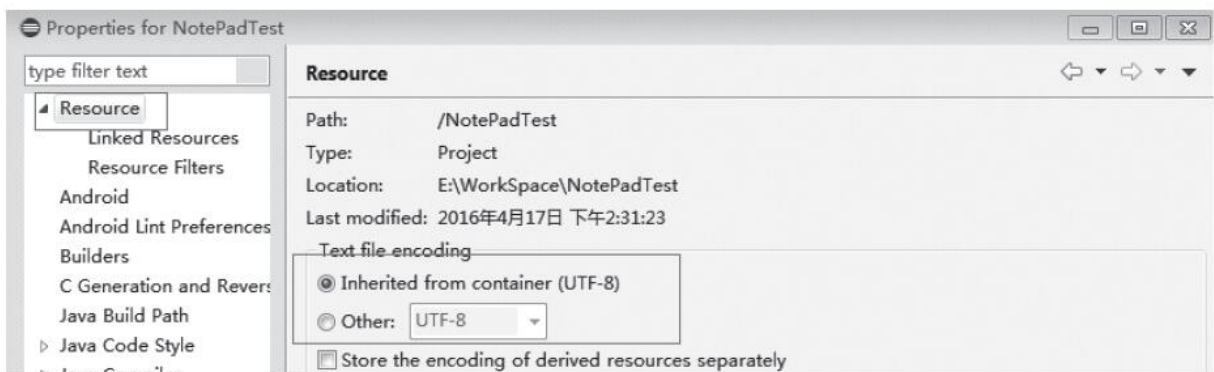 Properties for NotePadTest
type filter text
Resource
Linked Resources
Resource Filters
Android
Android Lint Preferences
Builders
C Generation and Revers
Java Build Path
Java Code Style
Resource
Path: /NotePadTest
Type: Project
Location: E:\WorkSpace\NotePadTest
Last modified: 2016年4月17日 下午2:31:23
Text file encoding
Inherited from container (UTF-8)
Other: UTF-8
Store the encoding of derived resources separately